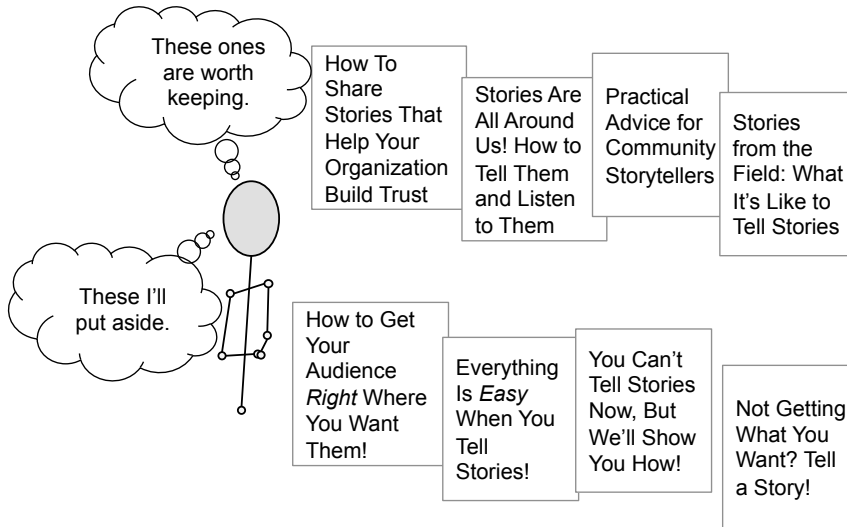 These ones
are worth
keeping.
How To
Share
Stories That
Help Your
Organization
Build Trust
Stories Are
All Around
Us! How to
Tell Them
and Listen
to Them
Practical
Advice for
Community
Storytellers
Stories
from the
Field: What
It’s Like to
Tell Stories
These I’ll
put aside.
How to Get
Your
Audience
Right Where
You Want
Them!
Everything
Is Easy
When You
Tell
Stories!
You Can’t
Tell Stories
Now, But
We’ll Show
You How!
Not Getting
What You
Want? Tell
a Story!